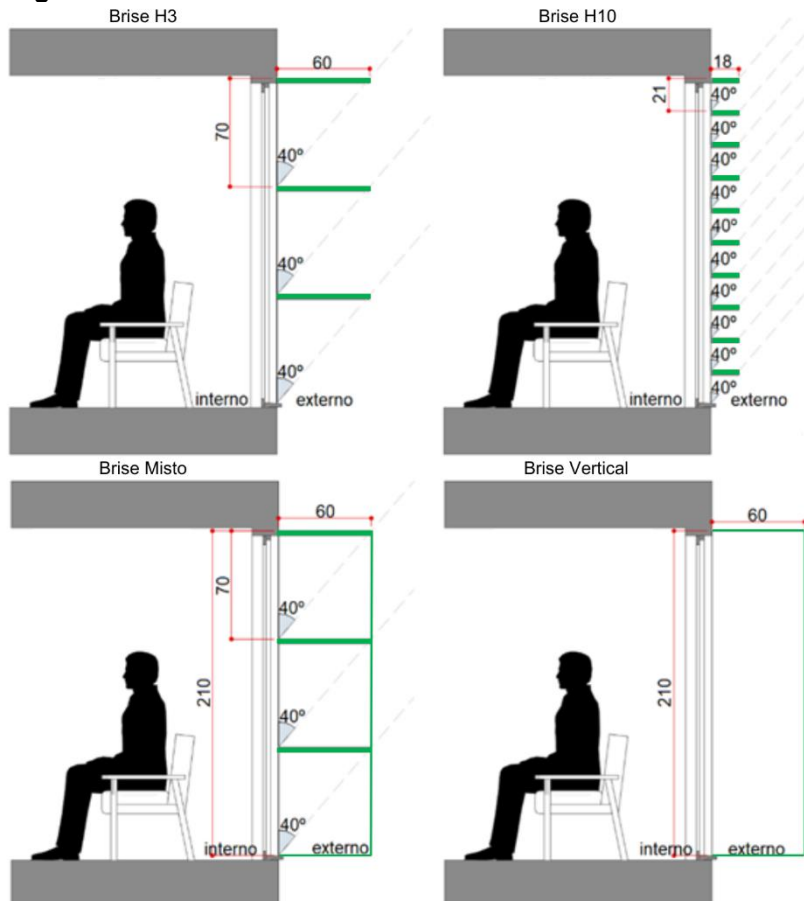 Brise H3
60
70
40º
40º
40º
interno
externo
Brise H10
18
21
40º
40º
40º
40º
40º
40º
40º
40º
40º
40º
interno
externo
Brise Misto
60
70
210
40º
40º
40º
interno
externo
Brise Vertical
60
210
interno
externo